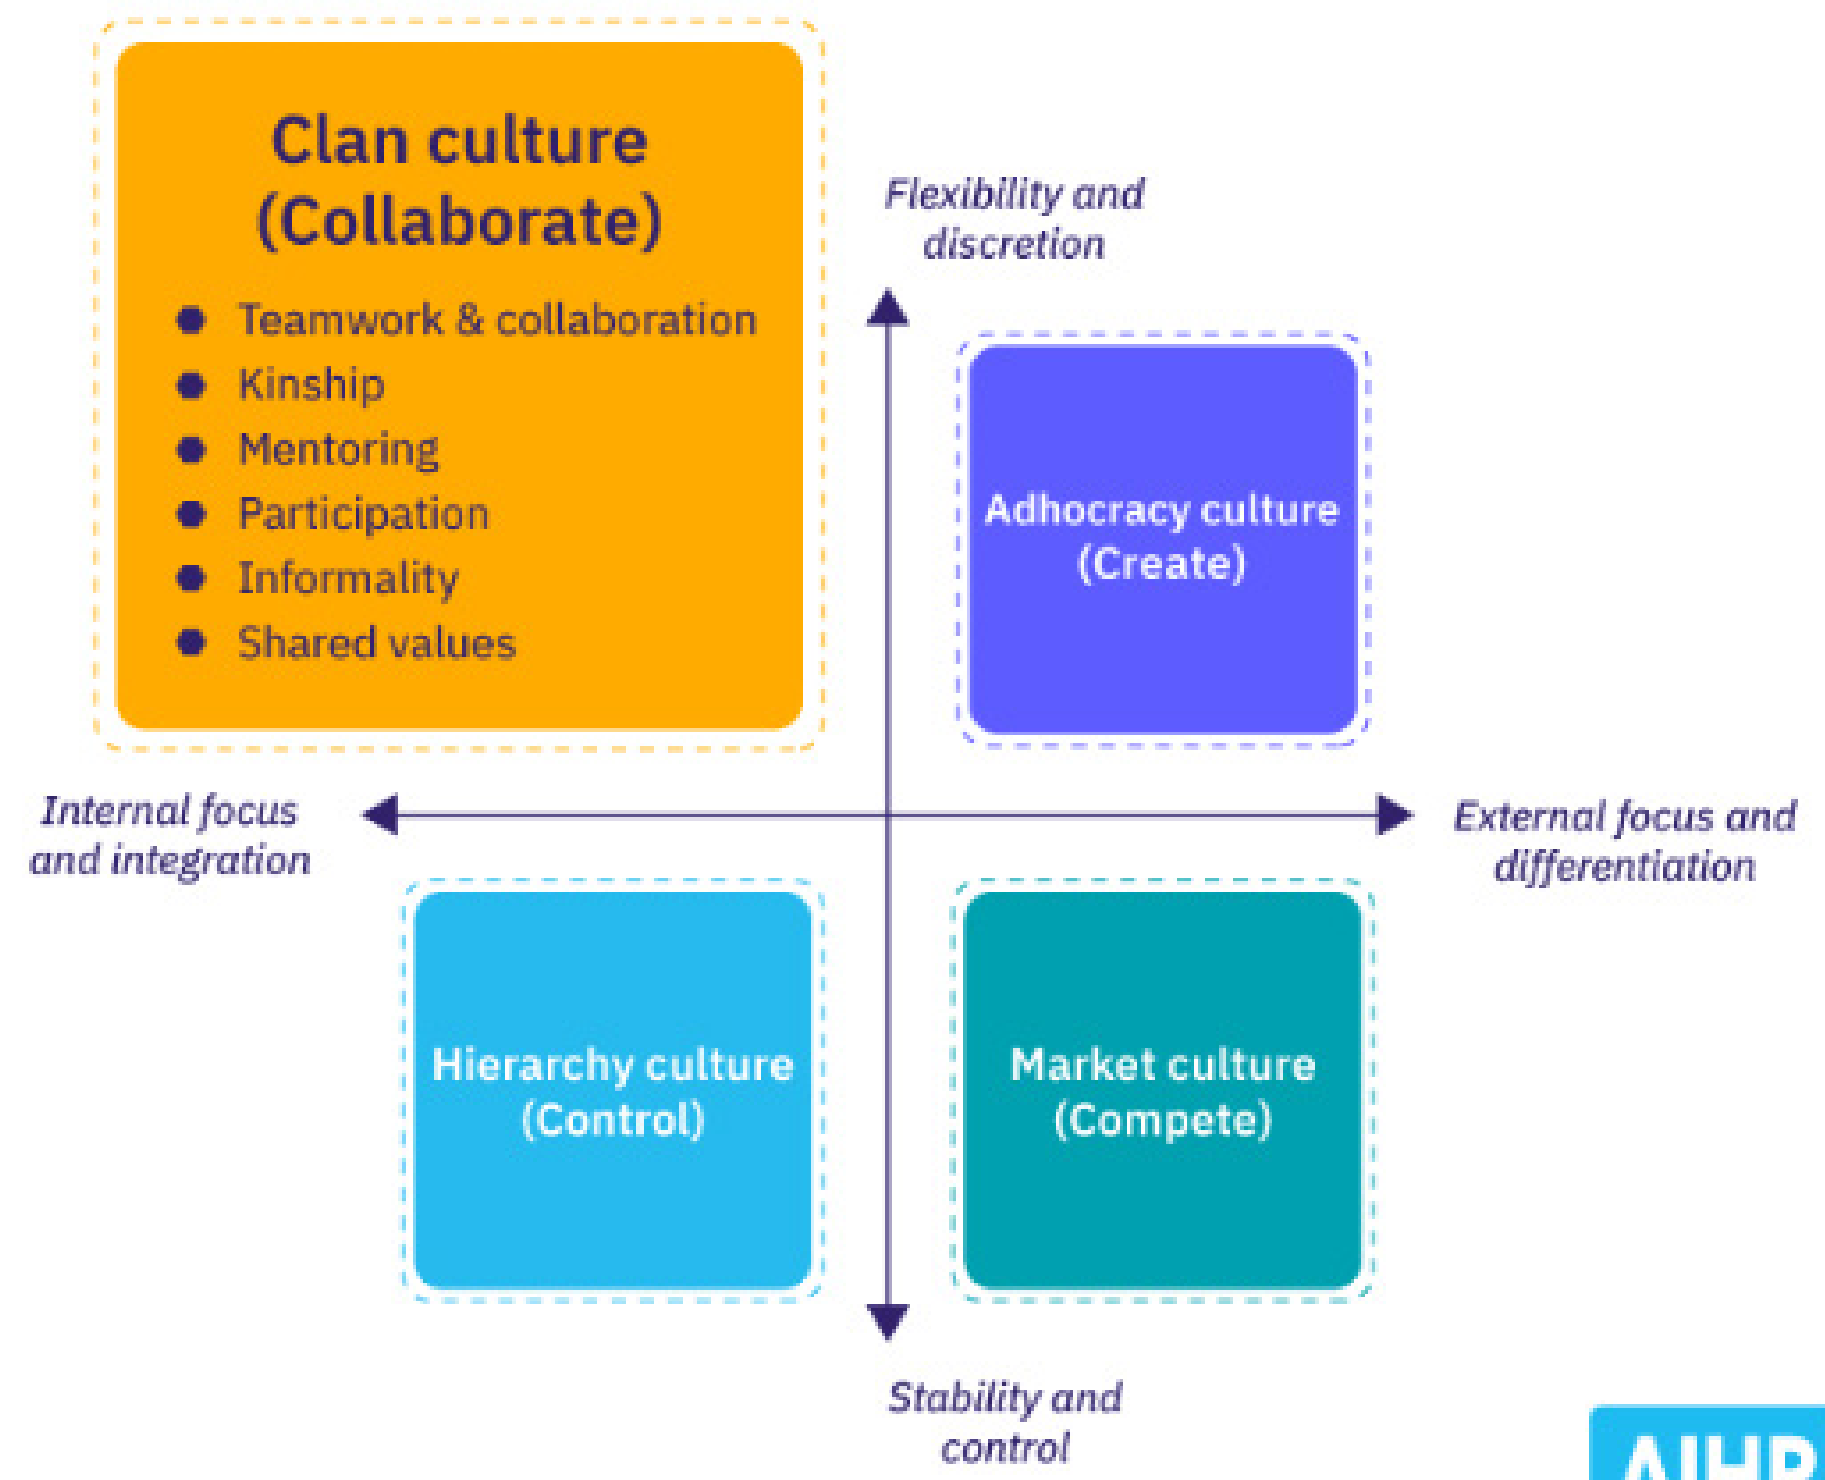 Clan culture
(Collaborate)
Teamwork & collaboration
Kinship
Mentoring
Participation
Informality
Shared values
Flexibility and
discretion
Adhocracy culture
(Create)
Internal focus
and integration
External focus and
differentiation
Hierarchy culture
(Control)
Market culture
(Compete)
Stability and
control
AIHR